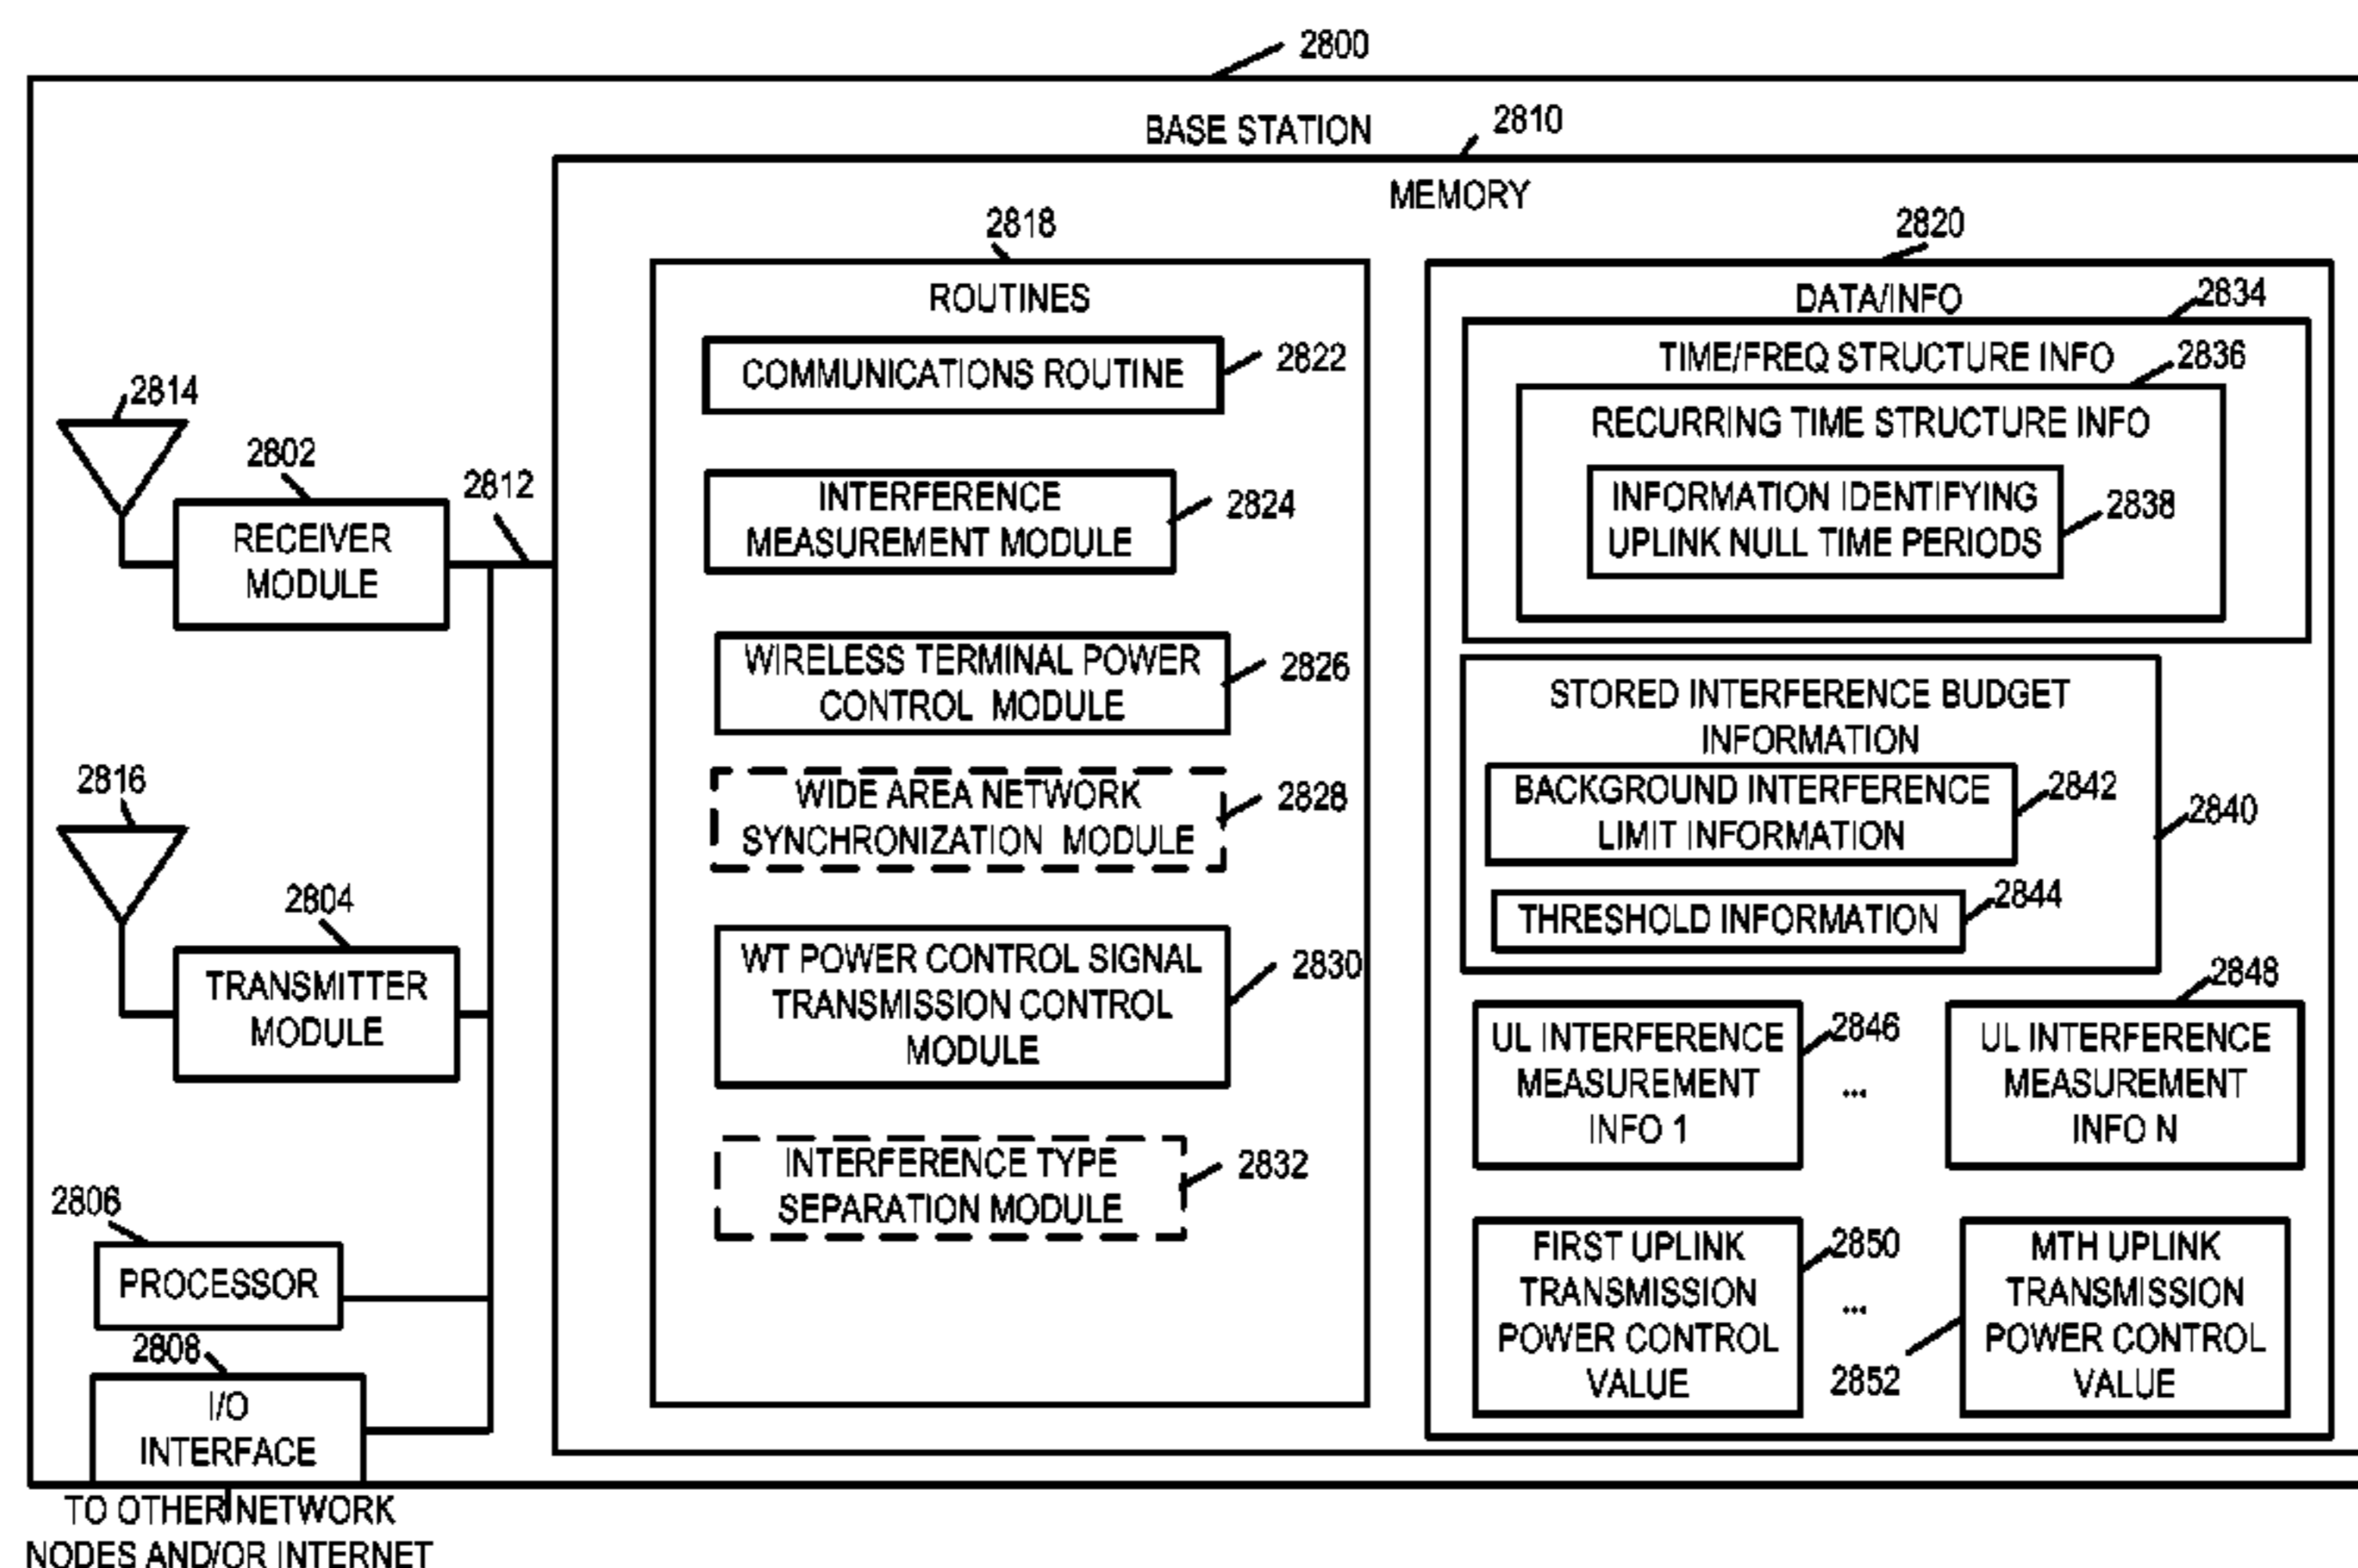 2800
BASE STATION
2810
MEMORY
2818
2820
ROUTINES
DATA/INFO
2834
COMMUNICATIONS ROUTINE
2822
TIME/FREQ STRUCTURE INFO
2836
RECURRING TIME STRUCTURE INFO
INFORMATION IDENTIFYING
UPLINK NULL TIME PERIODS
2838
2814
2802
RECEIVER
MODULE
2812
INTERFERENCE
MEASUREMENT MODULE
2824
WIRELESS TERMINAL POWER
CONTROL MODULE
2826
STORED INTERFERENCE BUDGET
INFORMATION
BACKGROUND INTERFERENCE
LIMIT INFORMATION
2842
2840
2816
WIDE AREA NETWORK
SYNCHRONIZATION MODULE
2828
THRESHOLD INFORMATION
2844
2804
TRANSMITTER
MODULE
WT POWER CONTROL SIGNAL
TRANSMISSION CONTROL
MODULE
2830
UL INTERFERENCE
MEASUREMENT
INFO 1
2846
...
2848
UL INTERFERENCE
MEASUREMENT
INFO N
INTERFERENCE TYPE
SEPARATION MODULE
2832
2806
PROCESSOR
FIRST UPLINK
TRANSMISSION
POWER CONTROL
VALUE
2850
...
2852
MTH UPLINK
TRANSMISSION
POWER CONTROL
VALUE
2808
I/O
INTERFACE
TO OTHER NETWORK
NODES AND/OR INTERNET